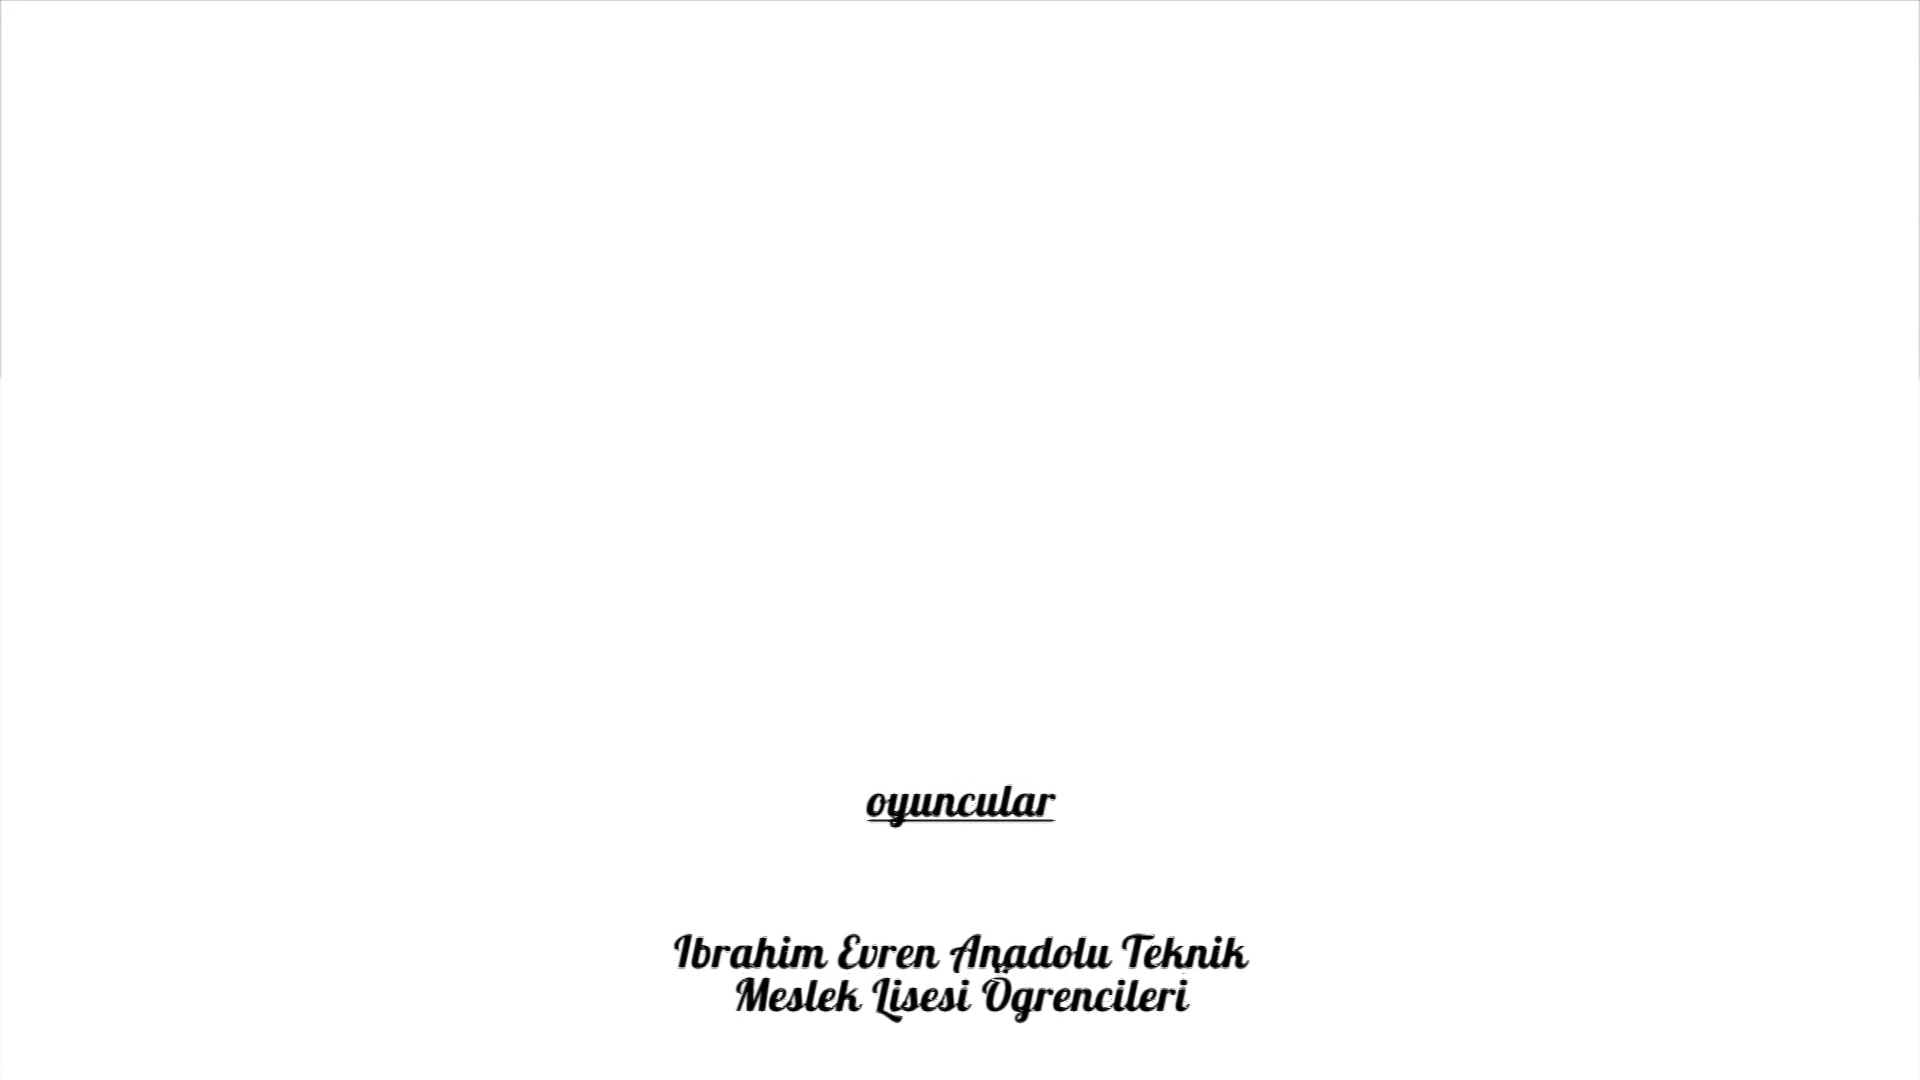 oyuncular
Ibrahim Evren Anadolu Teknik
Meslek Lisesi Ögrencileri